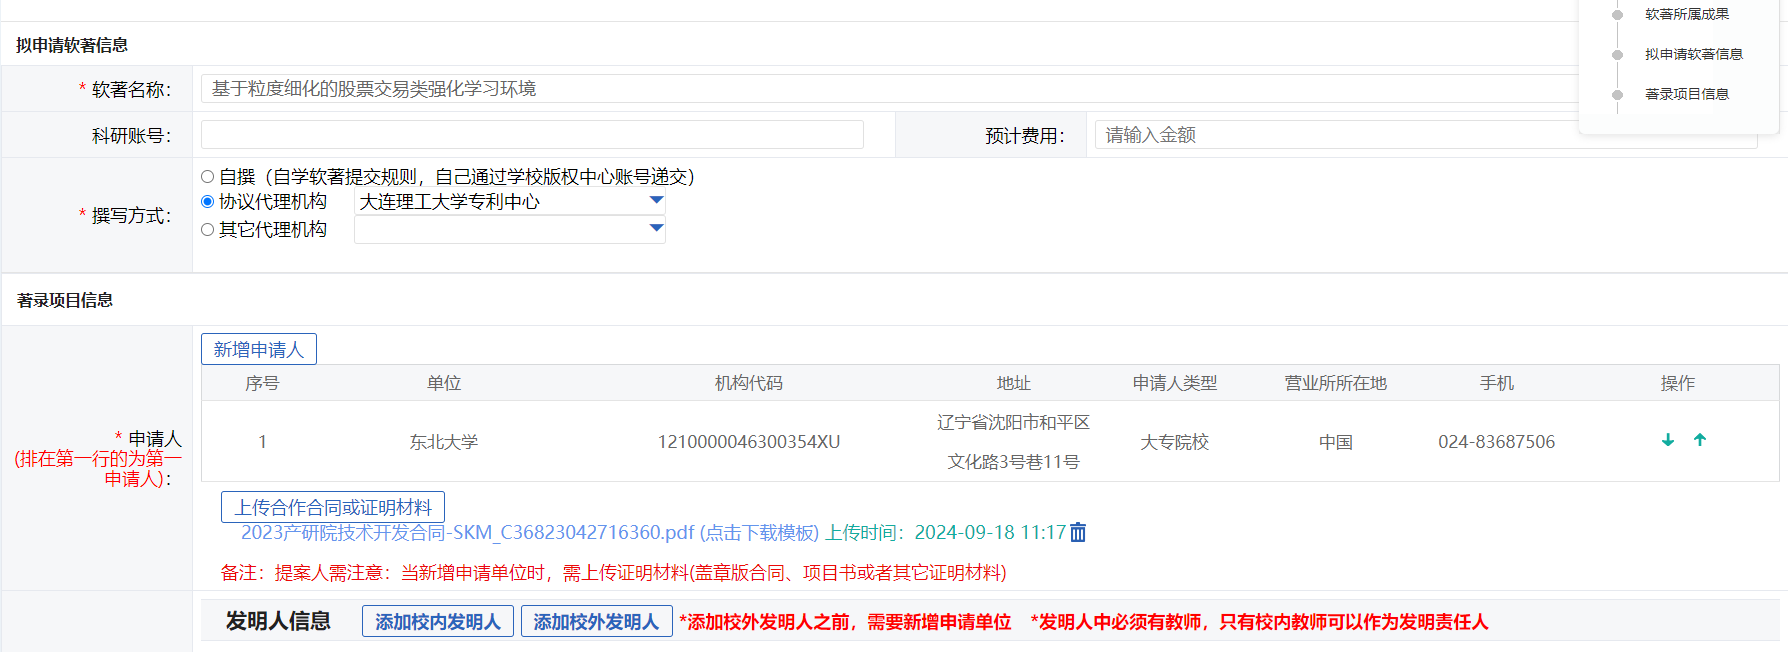 软著所属成果
拟申请软著信息
著录项目信息
拟申请软著信息
* 软著名称：
基于粒度细化的股票交易类强化学习环境
科研账号：
预计费用：
请输入金额
* 撰写方式：
自撰（自学软著提交规则，自己通过学校版权中心账号递交）
协议代理机构 大连理工大学专利中心
其它代理机构
著录项目信息
* 申请人
(排在第一行的为第一
申请人)：
新增申请人
序号 单位 机构代码 地址 申请人类型 营业所所在地 手机 操作
1 东北大学 1210000046300354XU 辽宁省沈阳市和平区
文化路3号巷11号 大专院校 中国 024-83687506
上传合作合同或证明材料
2023产研院技术开发合同-SKM_C36823042716360.pdf (点击下载模板) 上传时间：2024-09-18 11:17
备注：提案人需注意：当新增申请单位时，需上传证明材料(盖章版合同、项目书或者其它证明材料)
发明人信息 添加校内发明人 添加校外发明人 *添加校外发明人之前，需要新增申请单位 *发明人中必须有教师，只有校内教师可以作为发明责任人